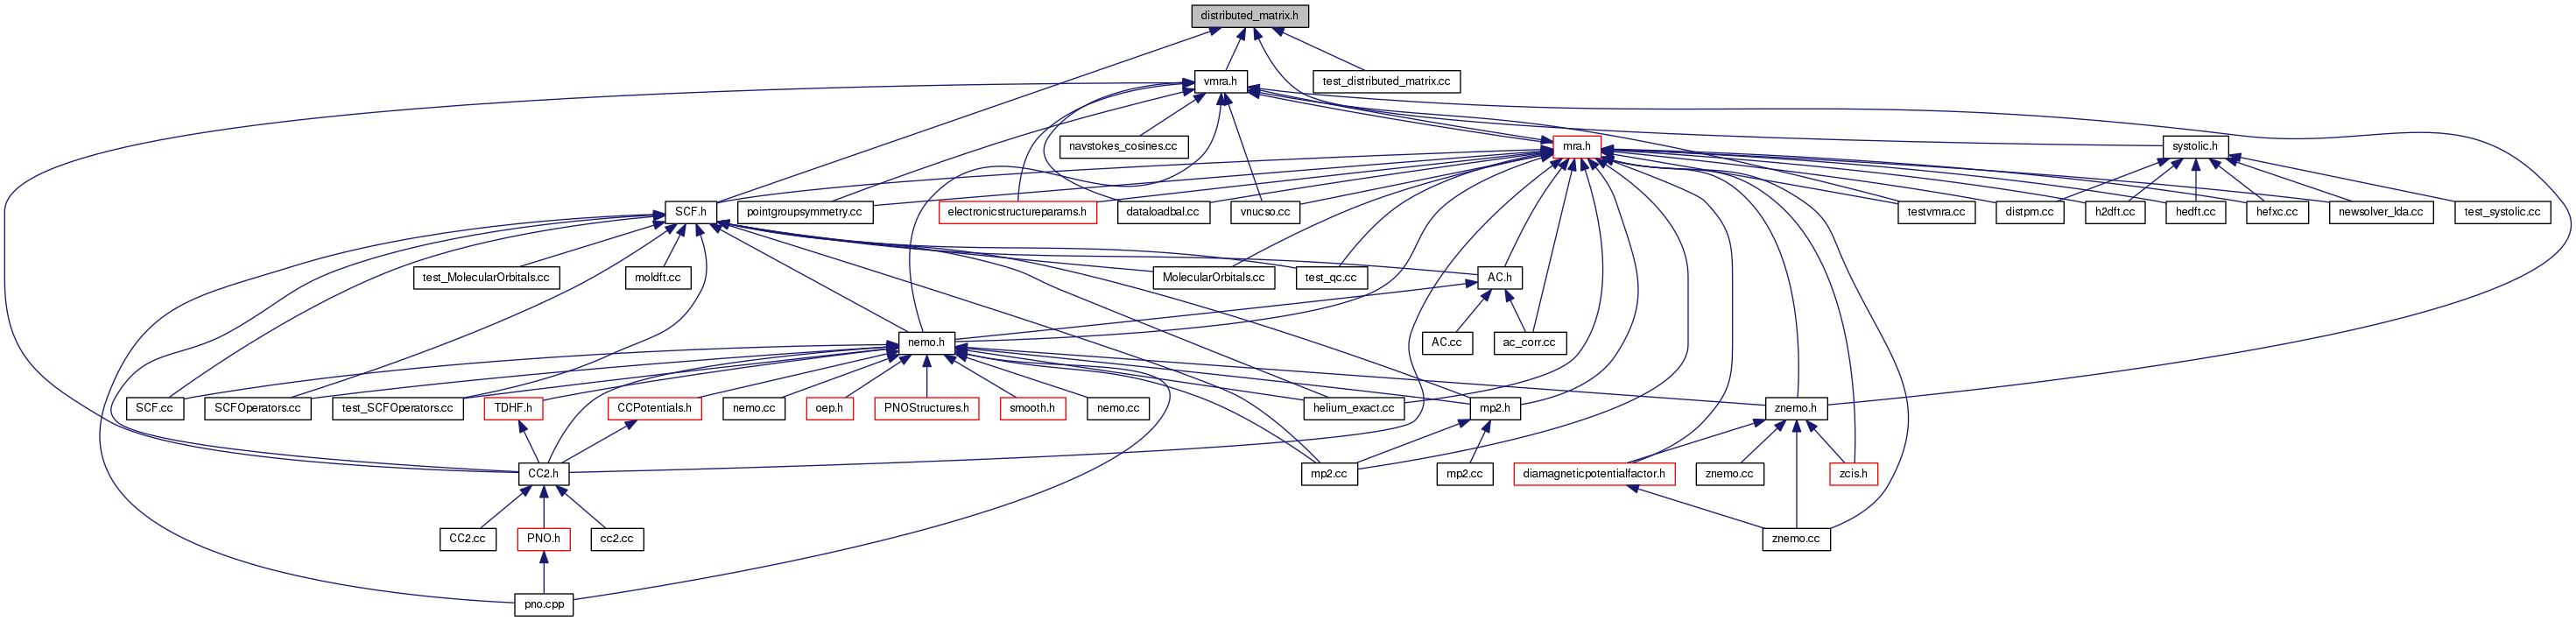 distributed_matrix.h
vmra.h
test_distributed_matrix.cc
navstokes_cosines.cc
mra.h
systolic.h
SCF.h
pointgroupsymmetry.cc
electronicstructureparams.h
dataloadbal.cc
vnucso.cc
testvmra.cc
distpm.cc
h2dft.cc
hedft.cc
hefxc.cc
newsolver_lda.cc
test_systolic.cc
test_MolecularOrbitals.cc
moldft.cc
MolecularOrbitals.cc
test_qc.cc
AC.h
nemo.h
AC.cc
ac_corr.cc
SCF.cc
SCFOperators.cc
test_SCFOperators.cc
TDHF.h
CCPotentials.h
nemo.cc
oep.h
PNOStructures.h
smooth.h
nemo.cc
helium_exact.cc
mp2.h
znemo.h
CC2.h
mp2.cc
mp2.cc
diamagneticpotentialfactor.h
znemo.cc
zcis.h
CC2.cc
PNO.h
cc2.cc
znemo.cc
pno.cpp